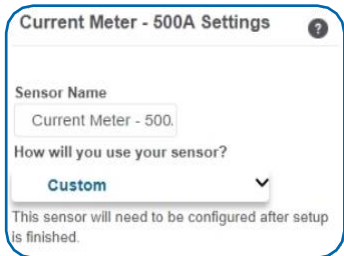 Current Meter - 500A Settings ?
Sensor Name
Current Meter - 500.
How will you use your sensor?
Custom
This sensor will need to be configured after setup
is finished.